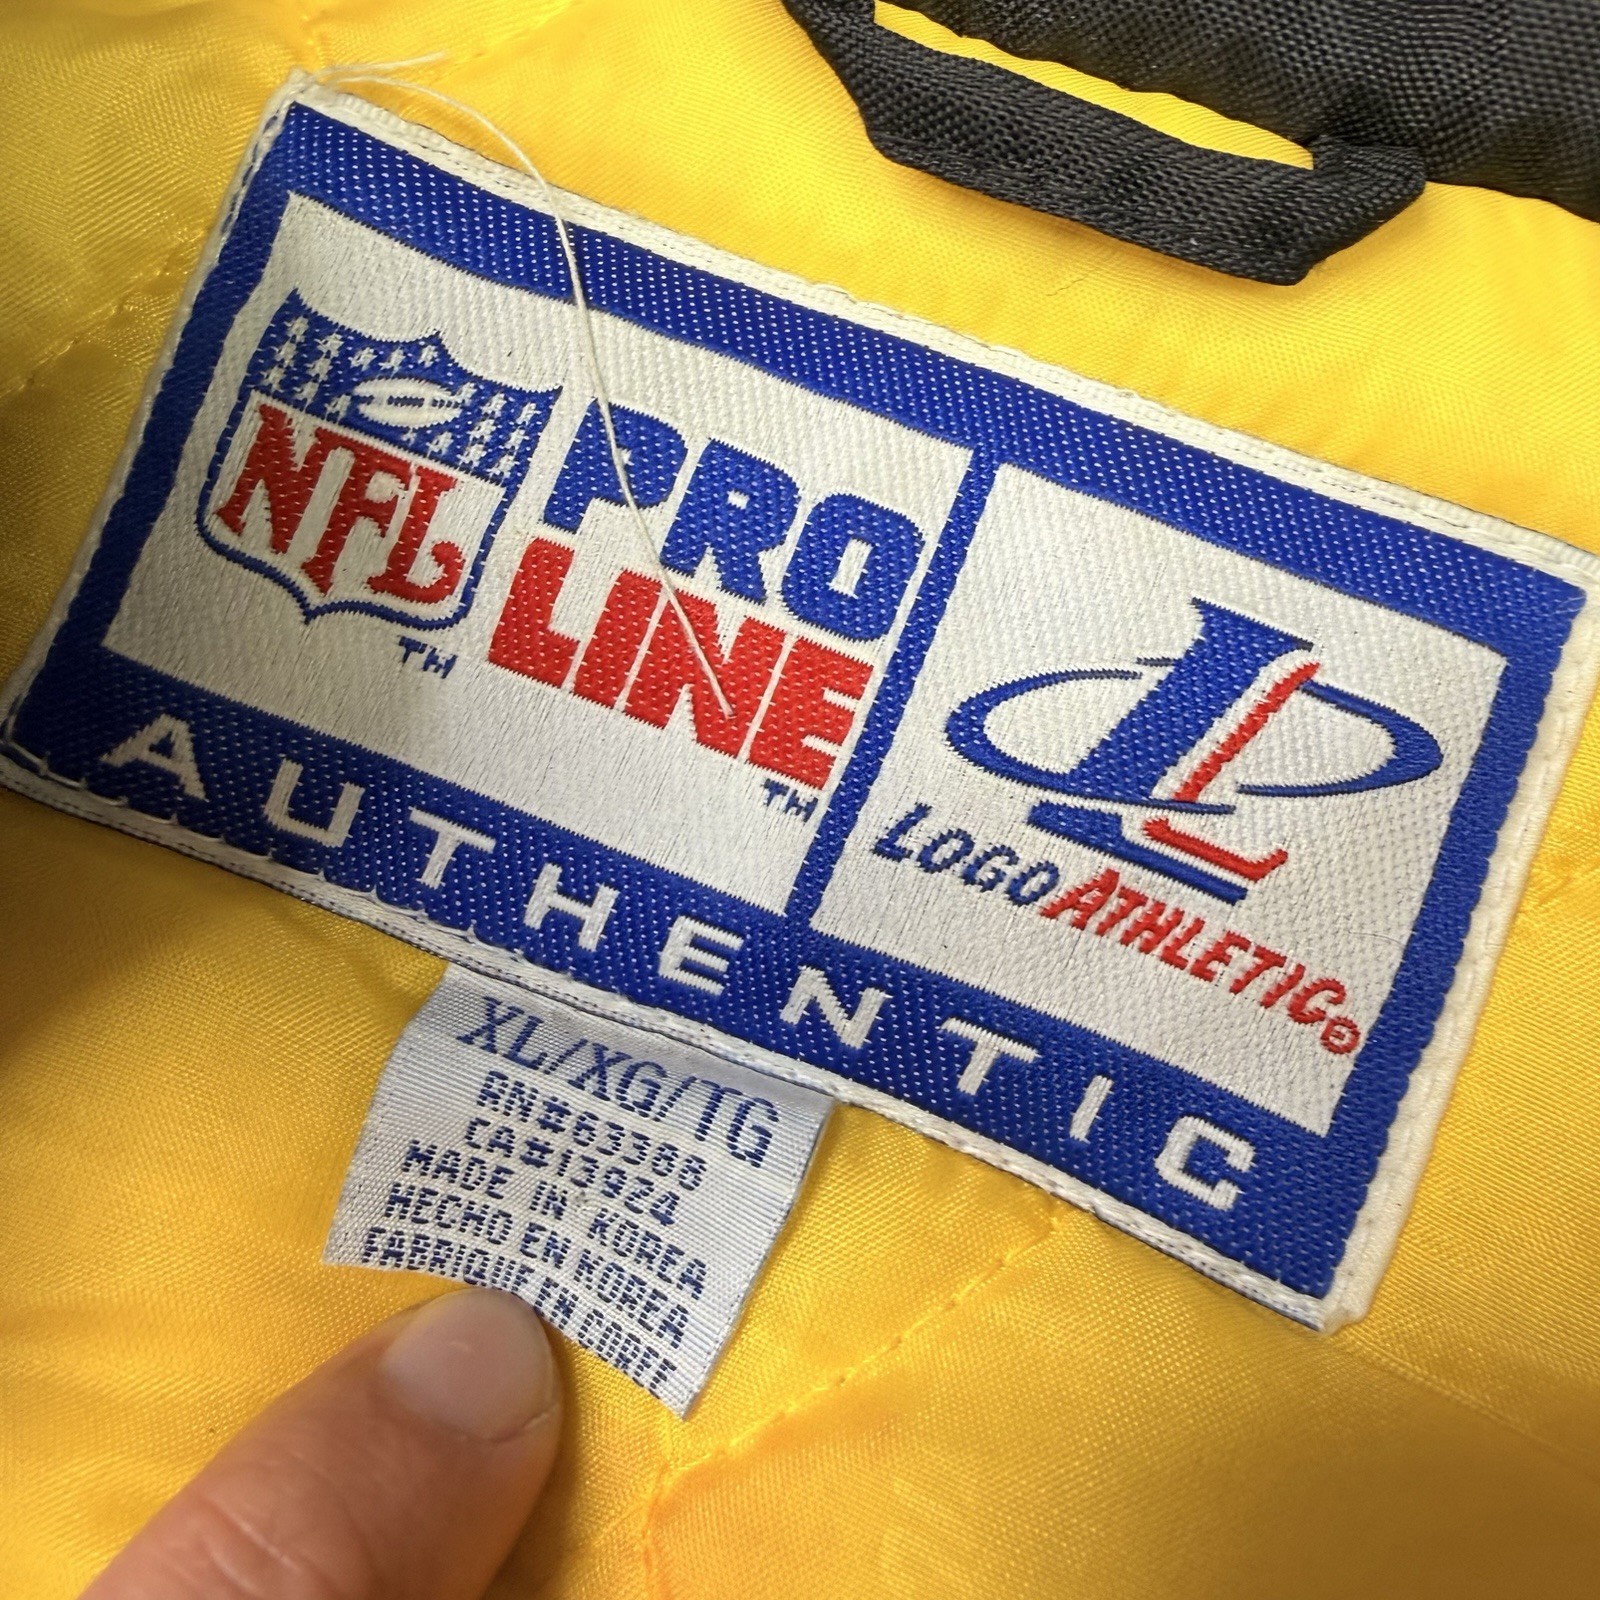 NFL
TM
PRO
LINE
TM
L
LOGO ATHLETIC®
AUTHENTIC
XL/XG/TG
RN#63388
CA#13924
MADE IN KOREA
HECHO EN KOREA
FABRIQUE EN COREE